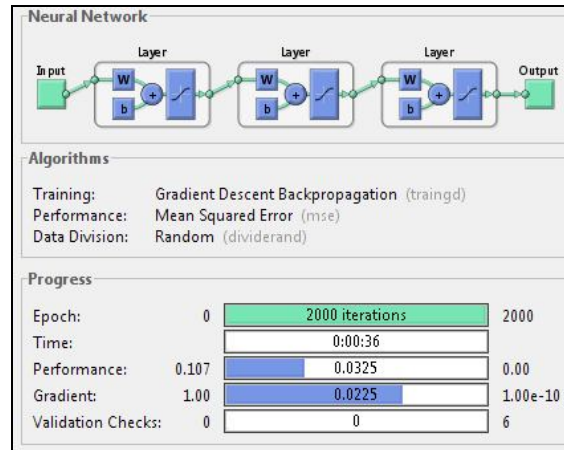 Neural Network
Layer Layer Layer
Input Output
W W W
+ + +
b b b
Algorithms
Training: Gradient Descent Backpropagation (traingd)
Performance: Mean Squared Error (mse)
Data Division: Random (dividerand)
Progress
Epoch: 0 2000 iterations 2000
Time: 0:00:36
Performance: 0.107 0.0325 0.00
Gradient: 1.00 0.0225 1.00e-10
Validation Checks: 0 0 6